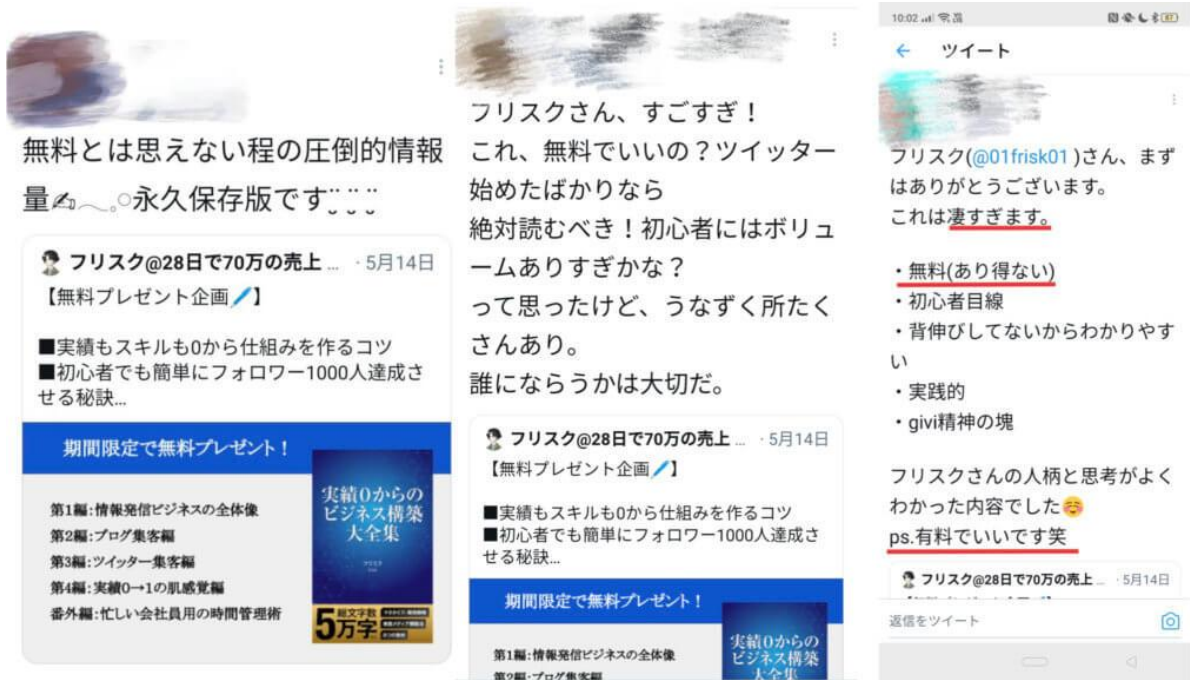 無料とは思えない程の圧倒的情報
量✍︎𓂃𓈒𓏸永久保存版です¨̮ ¨̮ ¨̮
フリスク@28日で70万の売上 ... ・5月14日
【無料プレゼント企画🖊️】
■実績もスキルも0から仕組みを作るコツ
■初心者でも簡単にフォロワー1000人達成さ
せる秘訣...
期間限定で無料プレゼント！
第1編:情報発信ビジネスの全体像
第2編:ブログ集客編
第3編:ツイッター集客編
第4編:実績0→1の肌感覚編
番外編:忙しい会社員用の時間管理術
実績0からの
ビジネス構築
大全集
フリスク
総文字数
5万字
フリスクさん、すごすぎ！
これ、無料でいいの？ツイッター
始めたばかりなら
絶対読むべき！初心者にはボリュ
ームありすぎかな？
って思ったけど、うなずく所たく
さんあり。
誰にならうかは大切だ。
フリスク@28日で70万の売上 ... ・5月14日
【無料プレゼント企画🖊️】
■実績もスキルも0から仕組みを作るコツ
■初心者でも簡単にフォロワー1000人達成さ
せる秘訣...
期間限定で無料プレゼント！
第1編:情報発信ビジネスの全体像
第2編:ブログ集客編
実績0からの
ビジネス構築
大全集
10:02
67
ツイート
フリスク(@01frisk01 )さん、まず
はありがとうございます。
これは凄すぎます。
・無料(あり得ない)
・初心者目線
・背伸びしてないからわかりやす
い
・実践的
・givi精神の塊
フリスクさんの人柄と思考がよく
わかった内容でした☺️
ps.有料でいいです笑
フリスク@28日で70万の売上 ... ・5月14日
返信をツイート